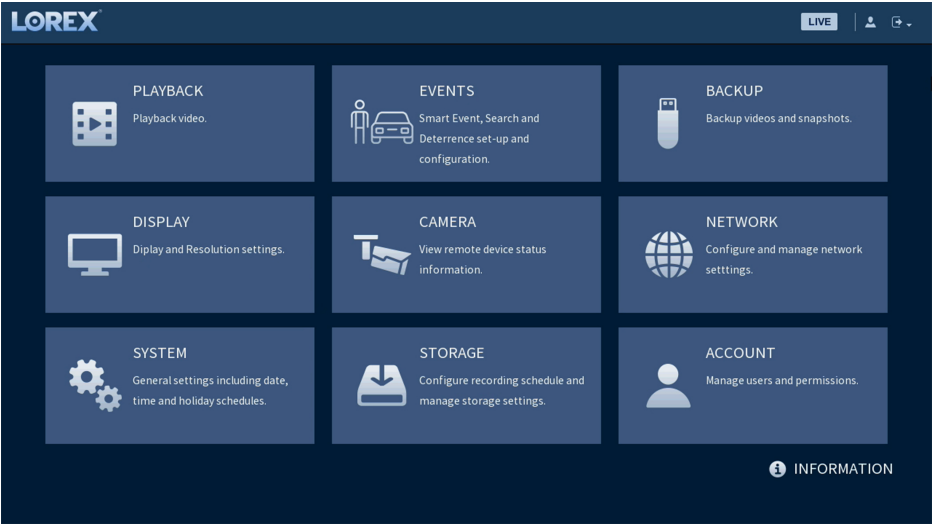 LOREX
LIVE
PLAYBACK
Playback video.
EVENTS
Smart Event, Search and
Deterrence set-up and
configuration.
BACKUP
Backup videos and snapshots.
DISPLAY
Diplay and Resolution settings.
CAMERA
View remote device status
information.
NETWORK
Configure and manage network
setttings.
SYSTEM
General settings including date,
time and holiday schedules.
STORAGE
Configure recording schedule and
manage storage settings.
ACCOUNT
Manage users and permissions.
INFORMATION